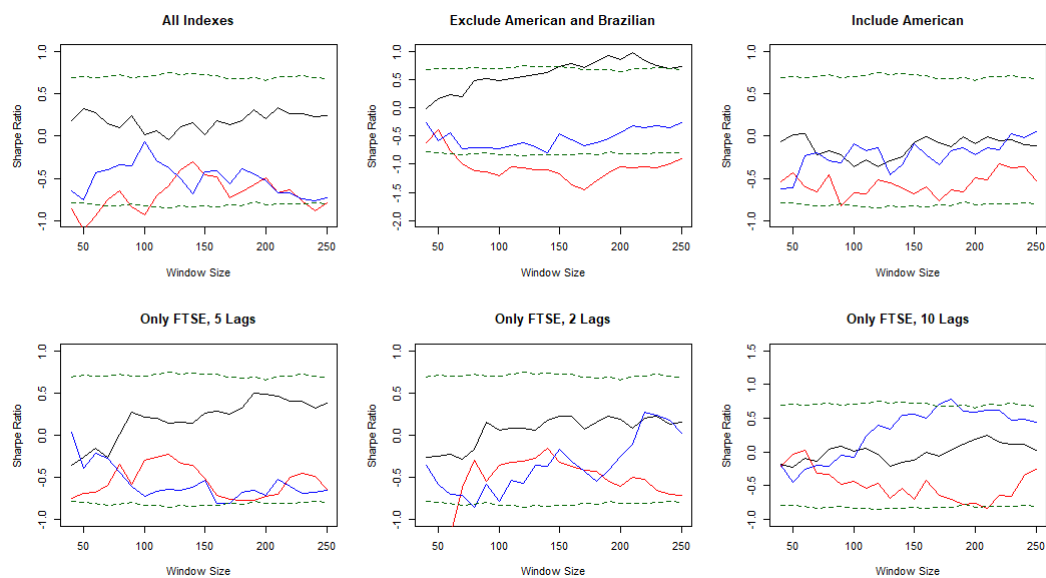 All Indexes
Exclude American and Brazilian
Include American
Sharpe Ratio
1.0
0.5
0.0
-0.5
-1.0
50 100 150 200 250
Window Size
Sharpe Ratio
1.0
0.5
0.0
-0.5
-1.0
-1.5
-2.0
50 100 150 200 250
Window Size
Sharpe Ratio
1.0
0.5
0.0
-0.5
-1.0
50 100 150 200 250
Window Size
Only FTSE, 5 Lags
Only FTSE, 2 Lags
Only FTSE, 10 Lags
Sharpe Ratio
1.0
0.5
0.0
-0.5
-1.0
50 100 150 200 250
Window Size
Sharpe Ratio
1.0
0.5
0.0
-0.5
-1.0
50 100 150 200 250
Window Size
Sharpe Ratio
1.5
1.0
0.5
0.0
-0.5
-1.0
50 100 150 200 250
Window Size